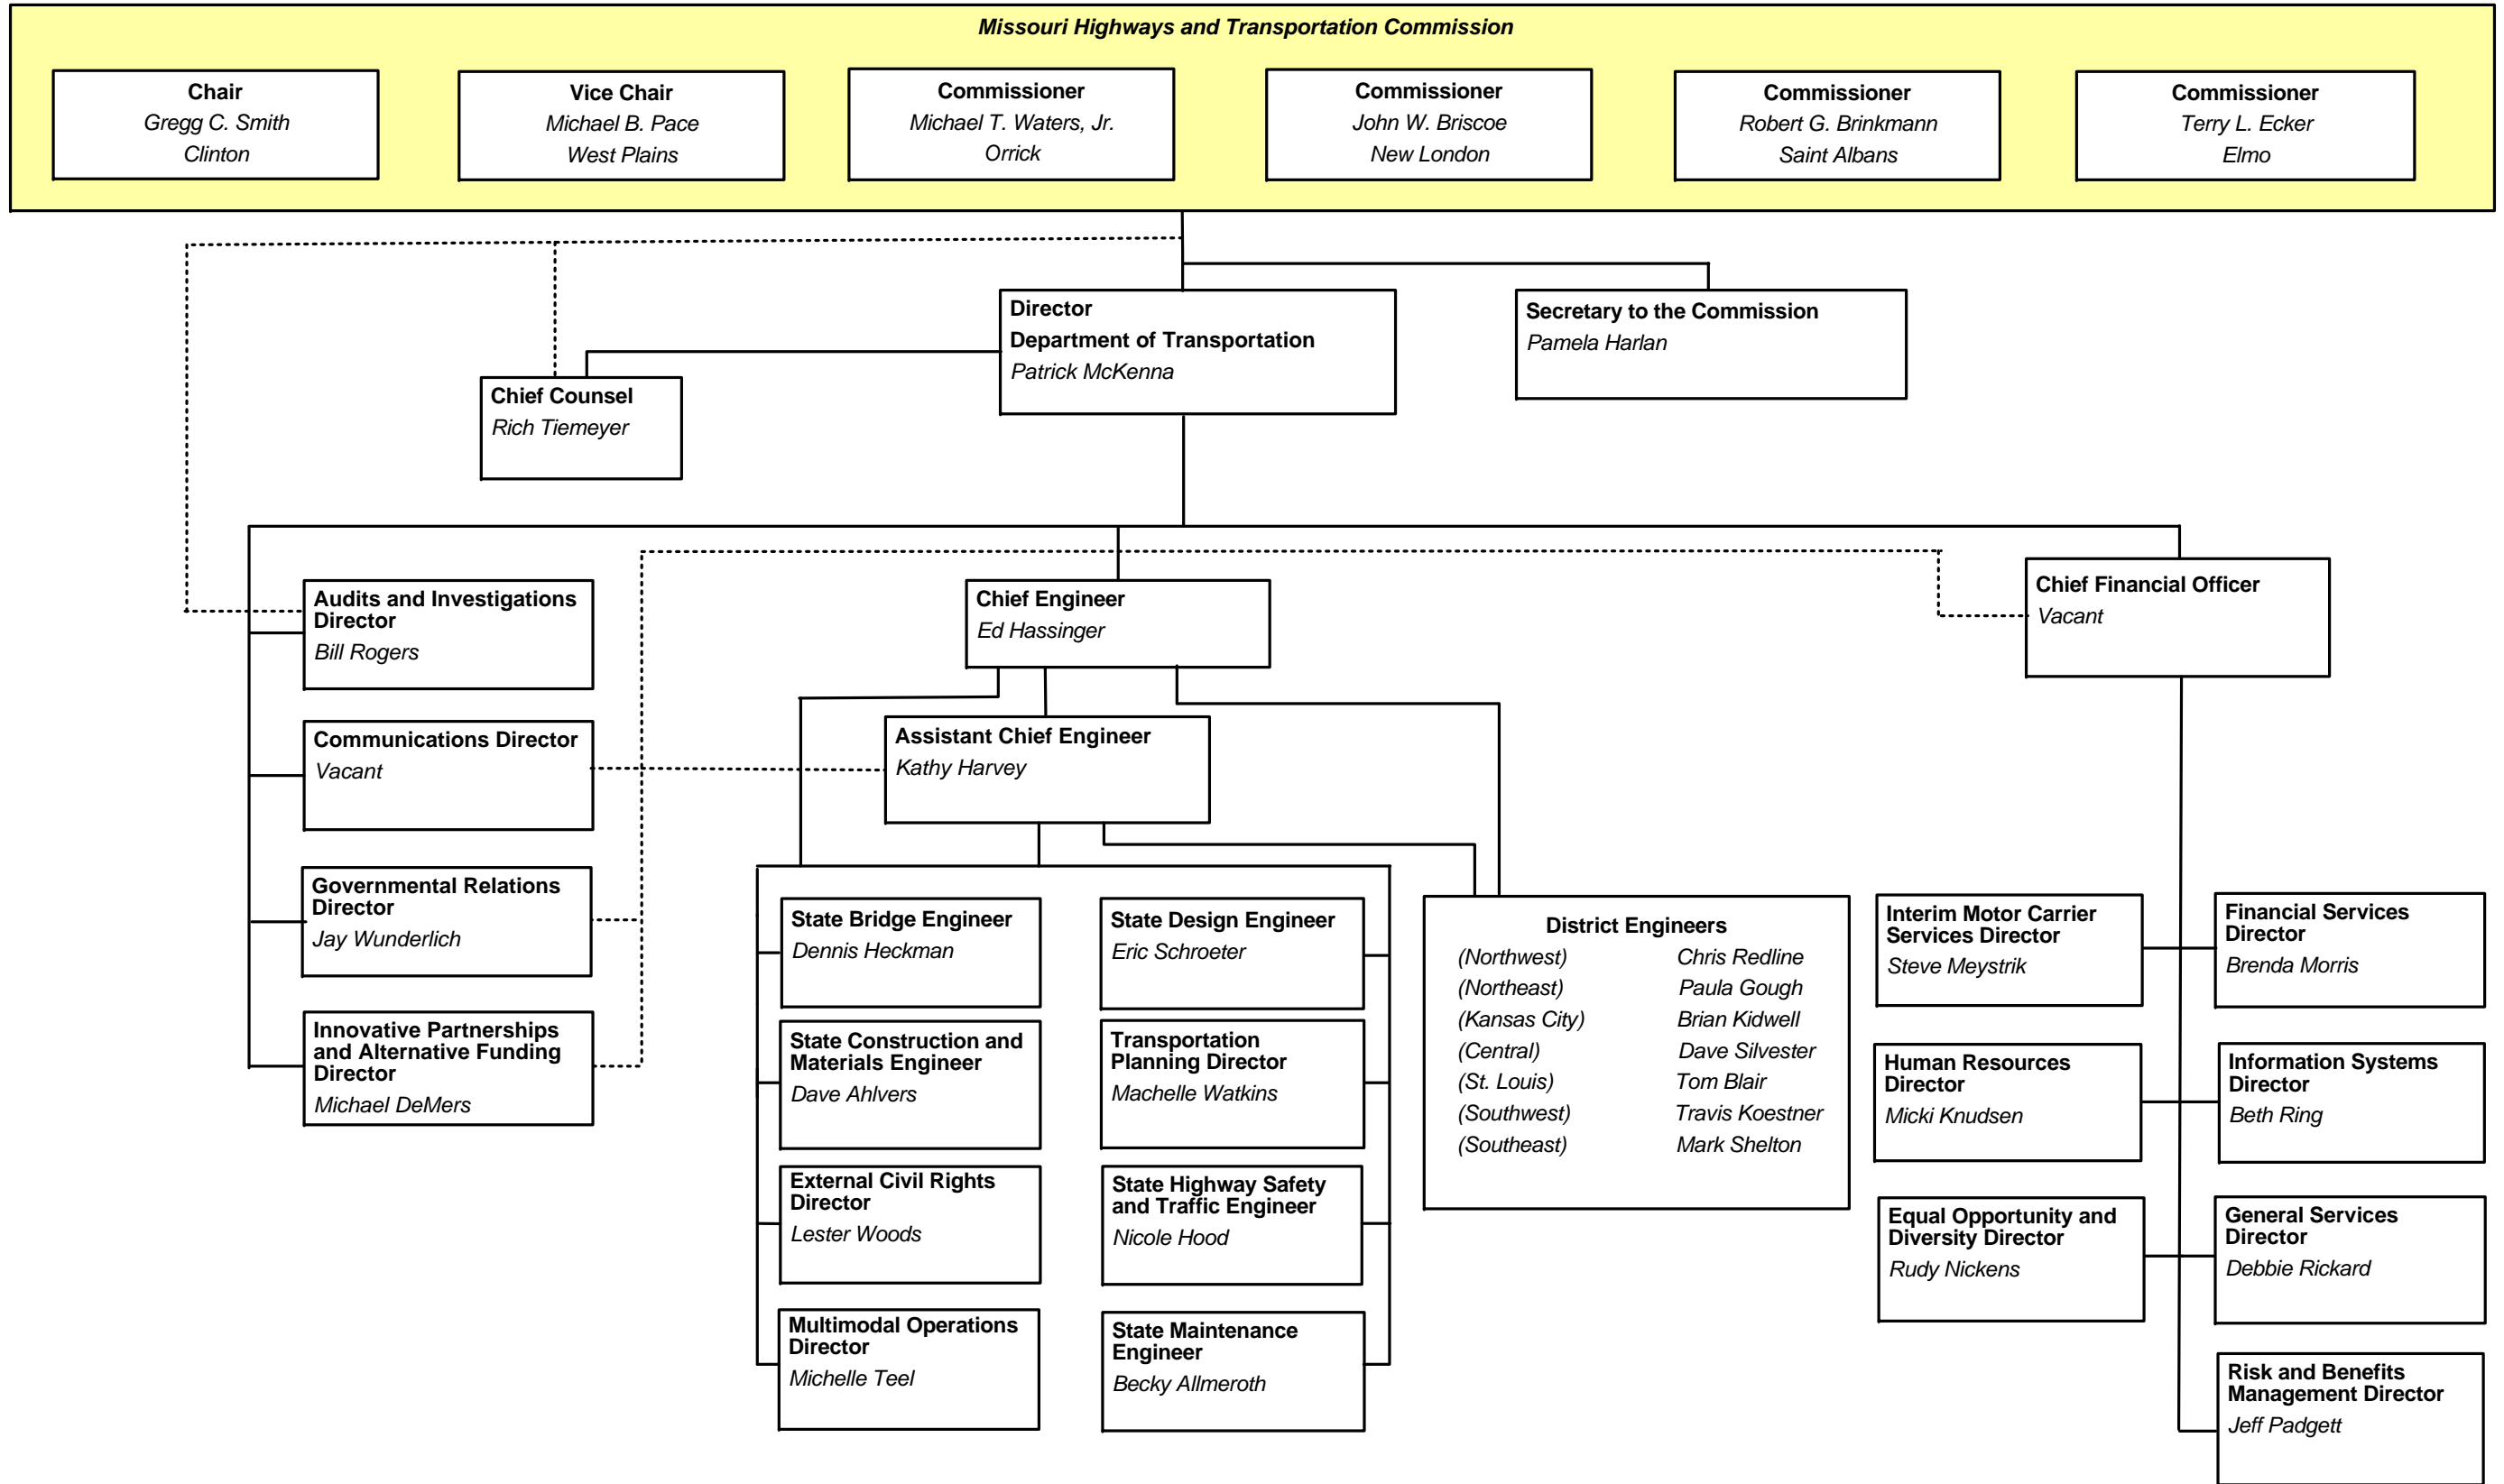 Missouri Highways and Transportation Commission
Chair
Gregg C. Smith
Clinton
Vice Chair
Michael B. Pace
West Plains
Commissioner
Michael T. Waters, Jr.
Orrick
Commissioner
John W. Briscoe
New London
Commissioner
Robert G. Brinkmann
Saint Albans
Commissioner
Terry L. Ecker
Elmo
Director
Department of Transportation
Patrick McKenna
Secretary to the Commission
Pamela Harlan
Chief Counsel
Rich Tiemeyer
Audits and Investigations
Director
Bill Rogers
Communications Director
Vacant
Governmental Relations
Director
Jay Wunderlich
Innovative Partnerships
and Alternative Funding
Director
Michael DeMers
Chief Engineer
Ed Hassinger
Assistant Chief Engineer
Kathy Harvey
State Bridge Engineer
Dennis Heckman
State Design Engineer
Eric Schroeter
State Construction and
Materials Engineer
Dave Ahlvers
Transportation
Planning Director
Machelle Watkins
External Civil Rights
Director
Lester Woods
State Highway Safety
and Traffic Engineer
Nicole Hood
Multimodal Operations
Director
Michelle Teel
State Maintenance
Engineer
Becky Allmeroth
District Engineers
(Northwest) Chris Redline
(Northeast) Paula Gough
(Kansas City) Brian Kidwell
(Central) Dave Silvester
(St. Louis) Tom Blair
(Southwest) Travis Koestner
(Southeast) Mark Shelton
Chief Financial Officer
Vacant
Interim Motor Carrier
Services Director
Steve Meystrik
Financial Services
Director
Brenda Morris
Human Resources
Director
Micki Knudsen
Information Systems
Director
Beth Ring
Equal Opportunity and
Diversity Director
Rudy Nickens
General Services
Director
Debbie Rickard
Risk and Benefits
Management Director
Jeff Padgett